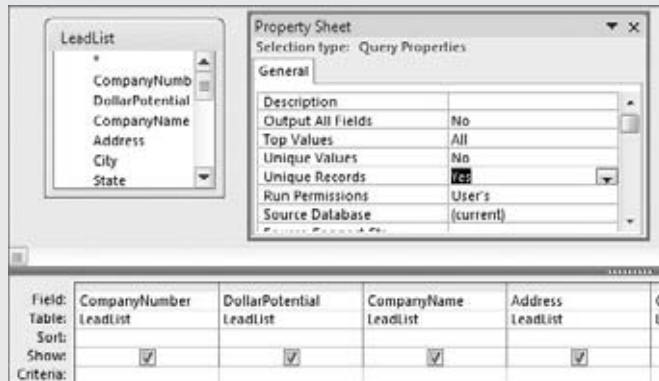 LeadList
*
CompanyNumb
DollarPotential
CompanyName
Address
City
State
Property Sheet
Selection type: Query Properties
General
Description
Output All Fields No
Top Values All
Unique Values No
Unique Records Yes
Run Permissions User's
Source Database (current)
Field: CompanyNumber DollarPotential CompanyName Address
Table: LeadList LeadList LeadList LeadList
Sort:
Show:
Criteria: